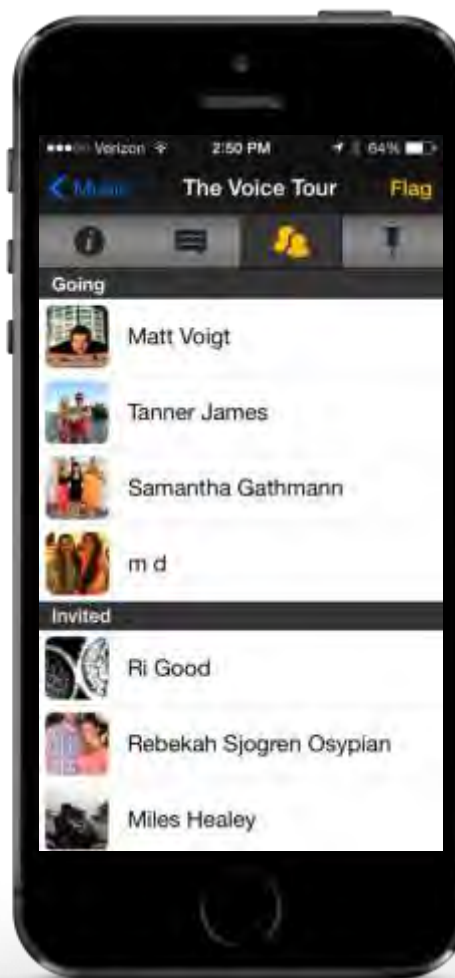 Verizon 2:50 PM 64%
Music The Voice Tour Flag
Going
Matt Voigt
Tanner James
Samantha Gathmann
m d
Invited
Ri Good
Rebekah Sjogren Osypian
Miles Healey